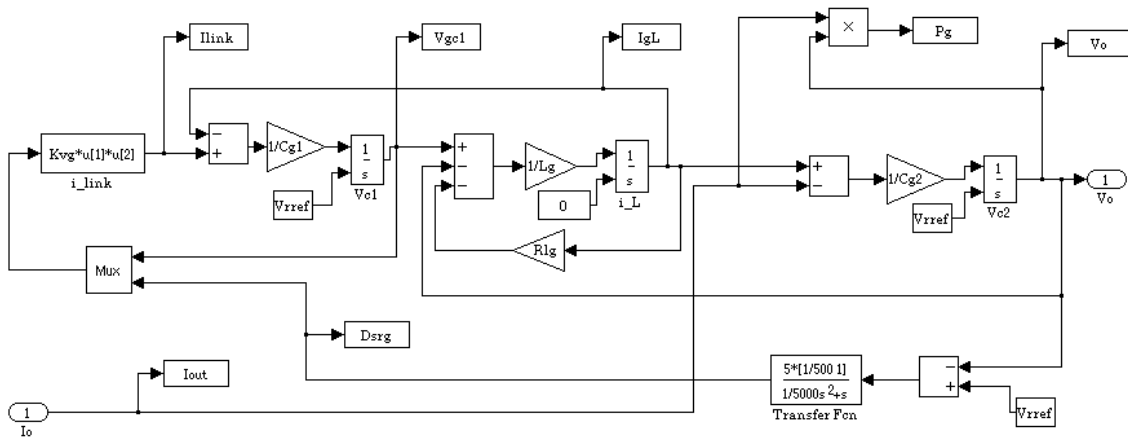 Ilink
Vgc1
IgL
Pg
Vo
×
Kvg*u[1]*u[2]
i_link
−
+
1/Cg1
1
s
Vc1
Vrref
+
−
−
1/Lg
1
s
i_L
0
Rlg
+
−
1/Cg2
1
s
Vc2
Vrref
1
Vo
Mux
Dsrg
Iout
1
Io
5*[1/500 1]
1/5000s²+s
Transfer Fcn
−
+
Vrref